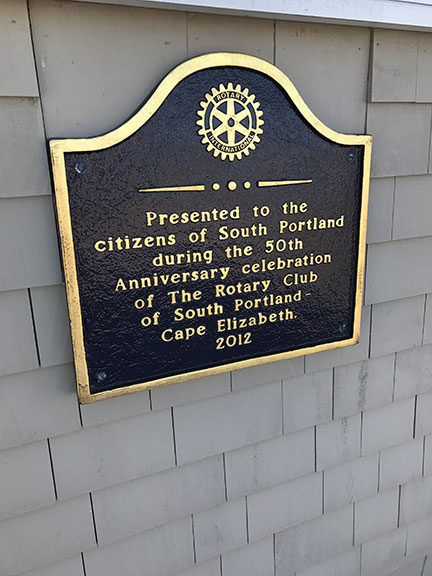 ROTARY
INTERNATIONAL
Presented to the
citizens of South Portland
during the 50th
Anniversary celebration
of The Rotary Club
of South Portland-
Cape Elizabeth.
2012